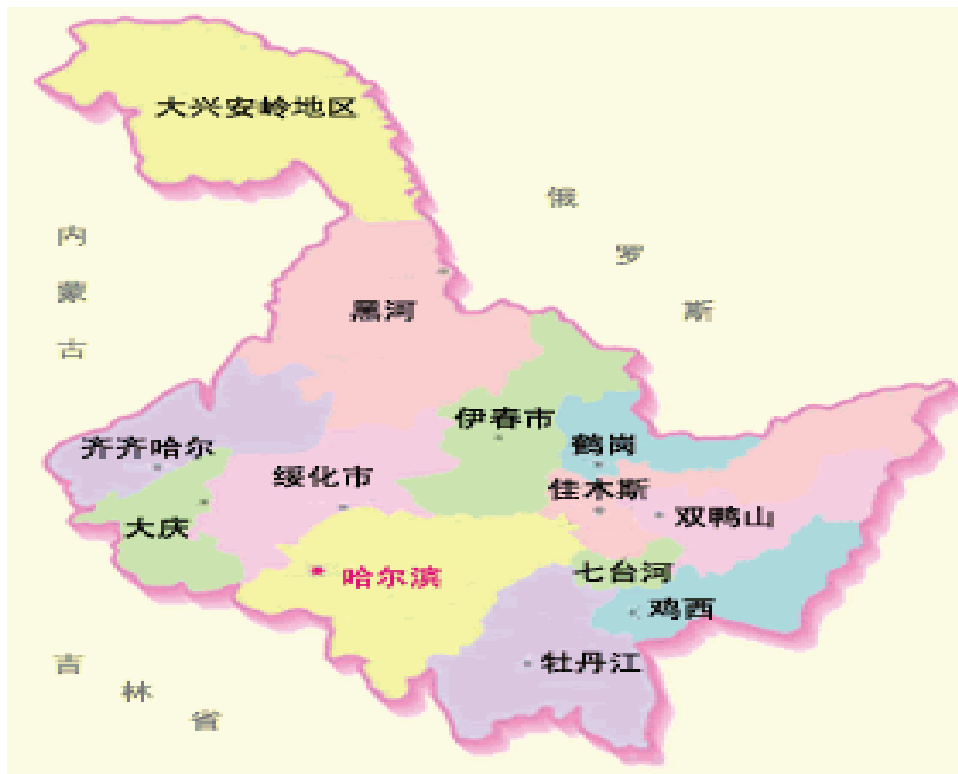 大兴安岭地区
俄罗斯
内蒙古
黑河
伊春市
齐齐哈尔
鹤岗
绥化市
佳木斯
双鸭山
大庆
七台河
哈尔滨
鸡西
牡丹江
吉林省